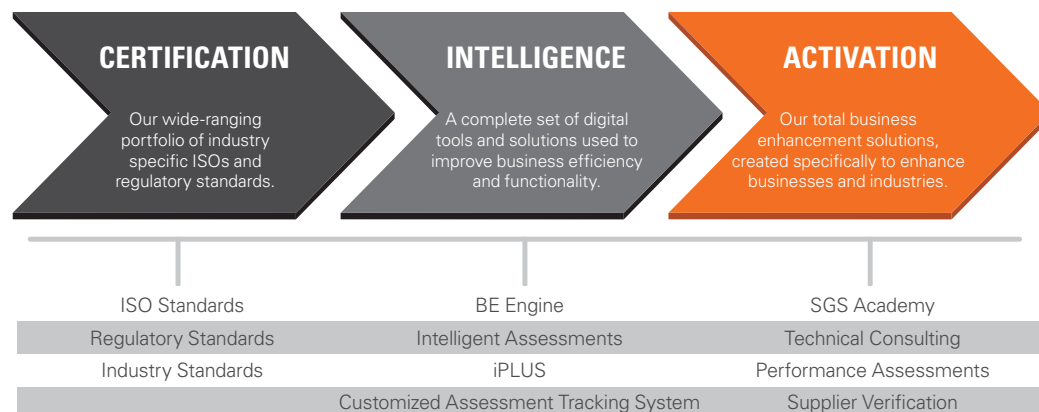 CERTIFICATION
Our wide-ranging
portfolio of industry
specific ISOs and
regulatory standards.
INTELLIGENCE
A complete set of digital
tools and solutions used to
improve business efficiency
and functionality.
ACTIVATION
Our total business
enhancement solutions,
created specifically to enhance
businesses and industries.
ISO Standards
BE Engine
SGS Academy
Regulatory Standards
Intelligent Assessments
Technical Consulting
Industry Standards
iPLUS
Performance Assessments
Customized Assessment Tracking System
Supplier Verification